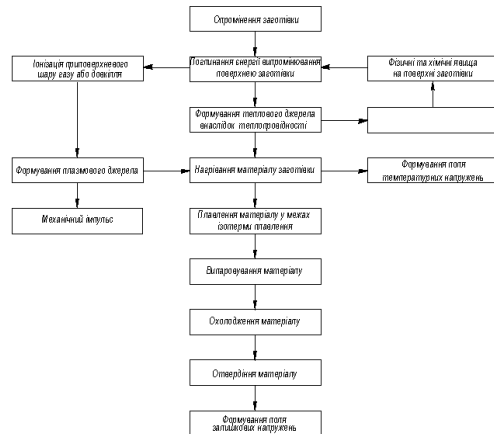 Опромінення заготівки
Іонізація приповерхневого
шару газу або довкілля
Поглинання енергії випромінювання
поверхнею заготівки
Фізичні та хімічні явища
на поверхні заготівки
Формування теплового джерела
внаслідок теплопровідності
Формування плазмового джерела
Нагрівання матеріалу заготівки
Формування поля
температурних напружень
Механічний імпульс
Плавлення матеріалу у межах
ізотерми плавлення
Випаровування матеріалу
Охолодження матеріалу
Отвердіння матеріалу
Формування поля
залишкових напружень